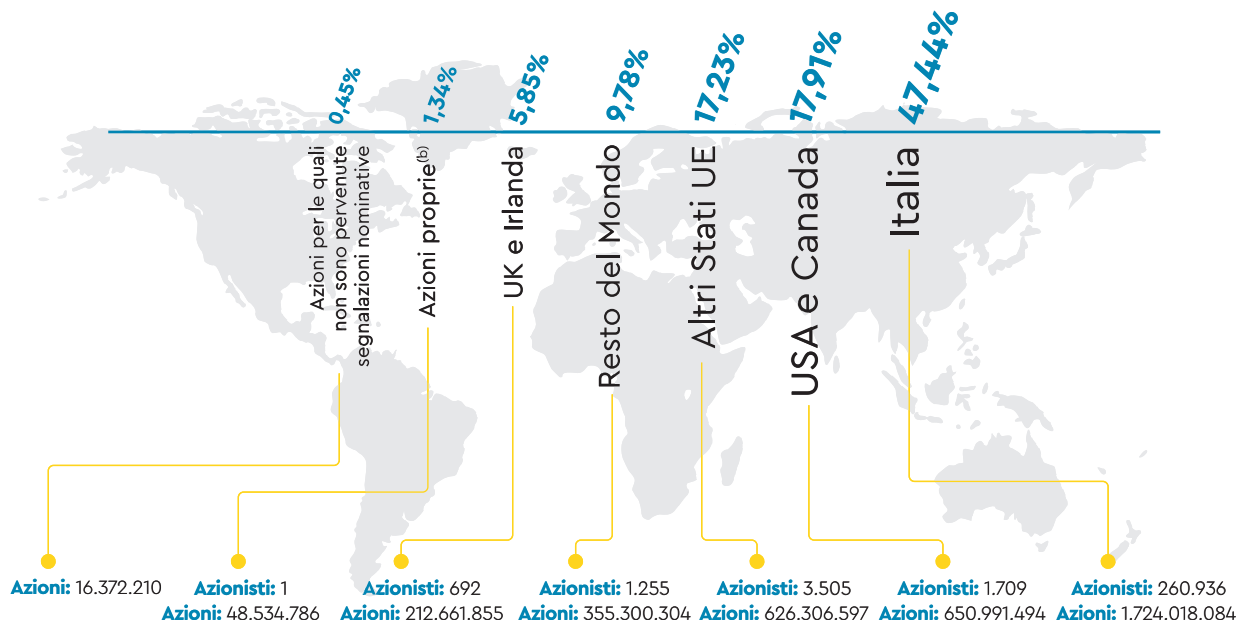 0,45%
1,34%
5,85%
9,78%
17,23%
17,91%
47,44%
Azioni per le quali
non sono pervenute
segnalazioni nominative
Azioni proprie(b)
UK e Irlanda
Resto del Mondo
Altri Stati UE
USA e Canada
Italia
Azioni: 16.372.210
Azionisti: 1
Azioni: 48.534.786
Azionisti: 692
Azioni: 212.661.855
Azionisti: 1.255
Azioni: 355.300.304
Azionisti: 3.505
Azioni: 626.306.597
Azionisti: 1.709
Azioni: 650.991.494
Azionisti: 260.936
Azioni: 1.724.018.084